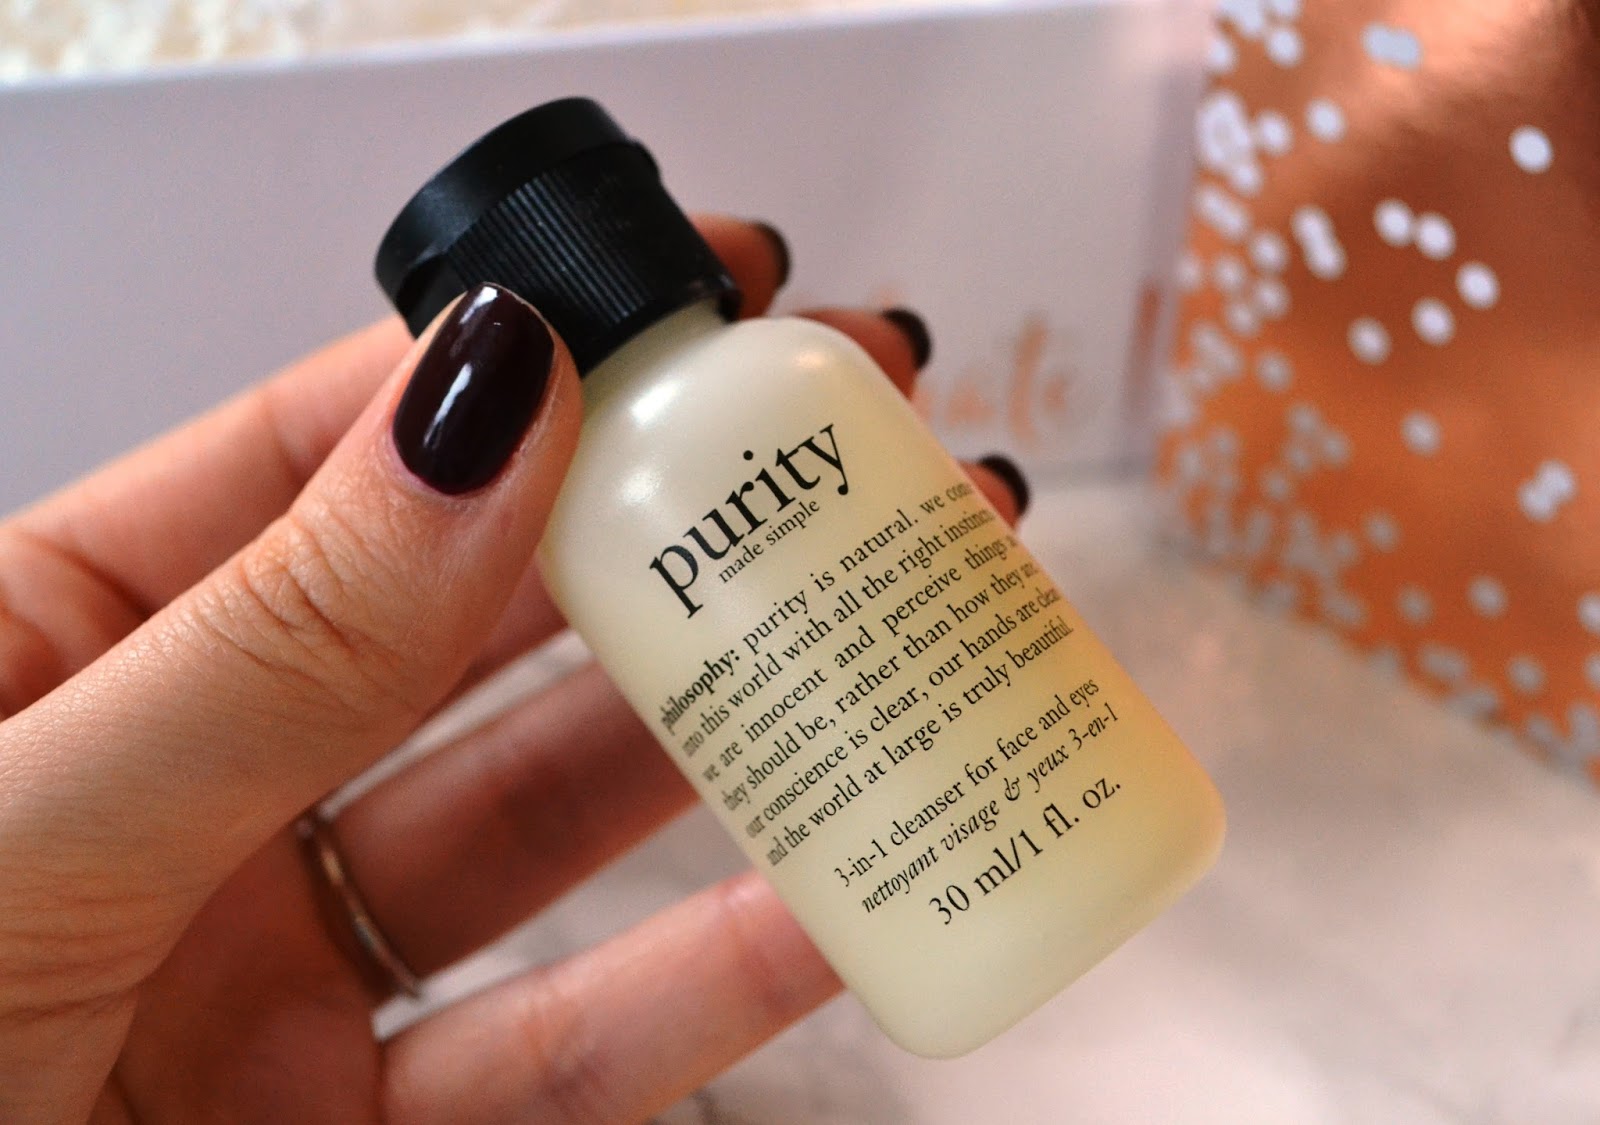 purity
made simple
philosophy: purity is natural. we
into this world with all the right
we are innocent and perceive things
they should be, rather than how they are.
our conscience is clear, our hands are
and the world at large is truly beautiful.
3-in-1 cleanser for face and eyes
nettoyant visage & yeux 3-en-1
30 ml/1 fl. oz.